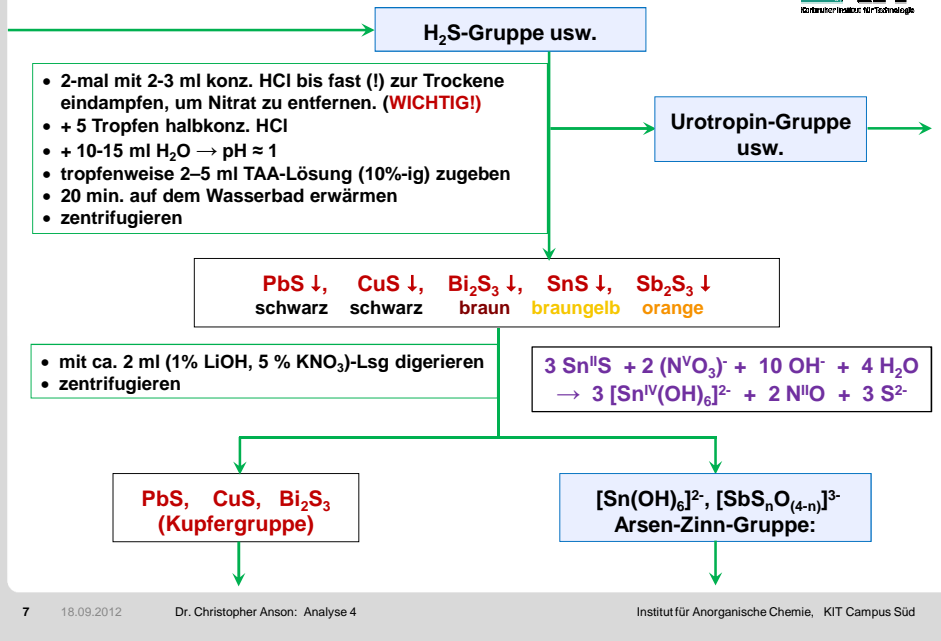 Karlsruher Institut für Technologie
H₂S-Gruppe usw.
• 2-mal mit 2-3 ml konz. HCl bis fast (!) zur Trockene
eindampfen, um Nitrat zu entfernen. (WICHTIG!)
• + 5 Tropfen halbkonz. HCl
• + 10-15 ml H₂O → pH ≈ 1
• tropfenweise 2–5 ml TAA-Lösung (10%-ig) zugeben
• 20 min. auf dem Wasserbad erwärmen
• zentrifugieren
Urotropin-Gruppe
usw.
PbS ↓, CuS ↓, Bi₂S₃ ↓, SnS ↓, Sb₂S₃ ↓
schwarz schwarz braun braungelb orange
• mit ca. 2 ml (1% LiOH, 5 % KNO₃)-Lsg digerieren
• zentrifugieren
3 SnᴵᴵS + 2 (NⱽO₃)⁻ + 10 OH⁻ + 4 H₂O
→ 3 [Snᴵⱽ(OH)₆]²⁻ + 2 NᴵᴵO + 3 S²⁻
PbS, CuS, Bi₂S₃
(Kupfergruppe)
[Sn(OH)₆]²⁻, [SbSₙO₍₄₋ₙ₎]³⁻
Arsen-Zinn-Gruppe:
7 18.09.2012 Dr. Christopher Anson: Analyse 4 Institut für Anorganische Chemie, KIT Campus Süd